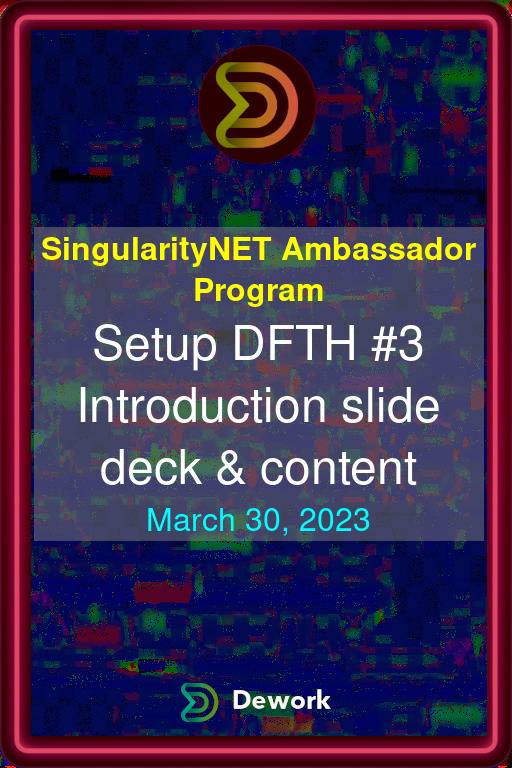 SingularityNET Ambassador
Program
Setup DFTH #3
Introduction slide
deck & content
March 30, 2023
Dework